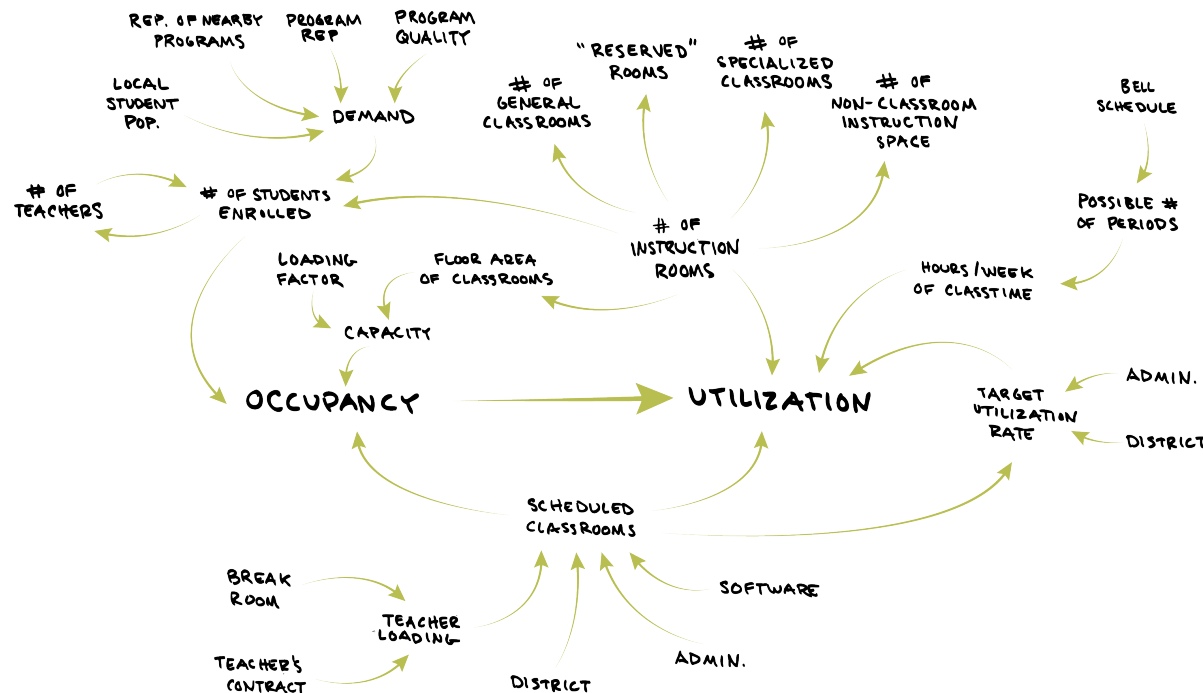 REP. OF NEARBY
PROGRAMS
PROGRAM
REP
PROGRAM
QUALITY
LOCAL
STUDENT
POP.
DEMAND
# OF
GENERAL
CLASSROOMS
"RESERVED"
ROOMS
# OF
SPECIALIZED
CLASSROOMS
# OF
NON-CLASSROOM
INSTRUCTION
SPACE
BELL
SCHEDULE
# OF
TEACHERS
# OF STUDENTS
ENROLLED
# OF
INSTRUCTION
ROOMS
POSSIBLE #
OF PERIODS
LOADING
FACTOR
FLOOR AREA
OF CLASSROOMS
HOURS/WEEK
OF CLASSTIME
CAPACITY
OCCUPANCY
UTILIZATION
TARGET
UTILIZATION
RATE
ADMIN.
DISTRICT
SCHEDULED
CLASSROOMS
BREAK
ROOM
TEACHER
LOADING
TEACHER'S
CONTRACT
DISTRICT
ADMIN.
SOFTWARE